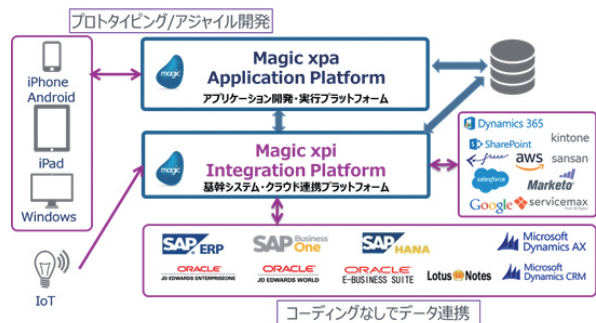 プロトタイピング/アジャイル開発
iPhone
Android
iPad
Windows
IoT
magic
Magic xpa
Application Platform
アプリケーション開発・実行プラットフォーム
magic
Magic xpi
Integration Platform
基幹システム・クラウド連携プラットフォーム
Dynamics 365
kintone
SharePoint
freee
aws
sansan
salesforce
Marketo
Google
servicemax
SAP ERP
SAP Business One
SAP HANA
Microsoft Dynamics AX
ORACLE
JD EDWARDS ENTERPRISEONE
ORACLE
JD EDWARDS WORLD
ORACLE
E-BUSINESS SUITE
Lotus Notes
Microsoft Dynamics CRM
コーディングなしでデータ連携